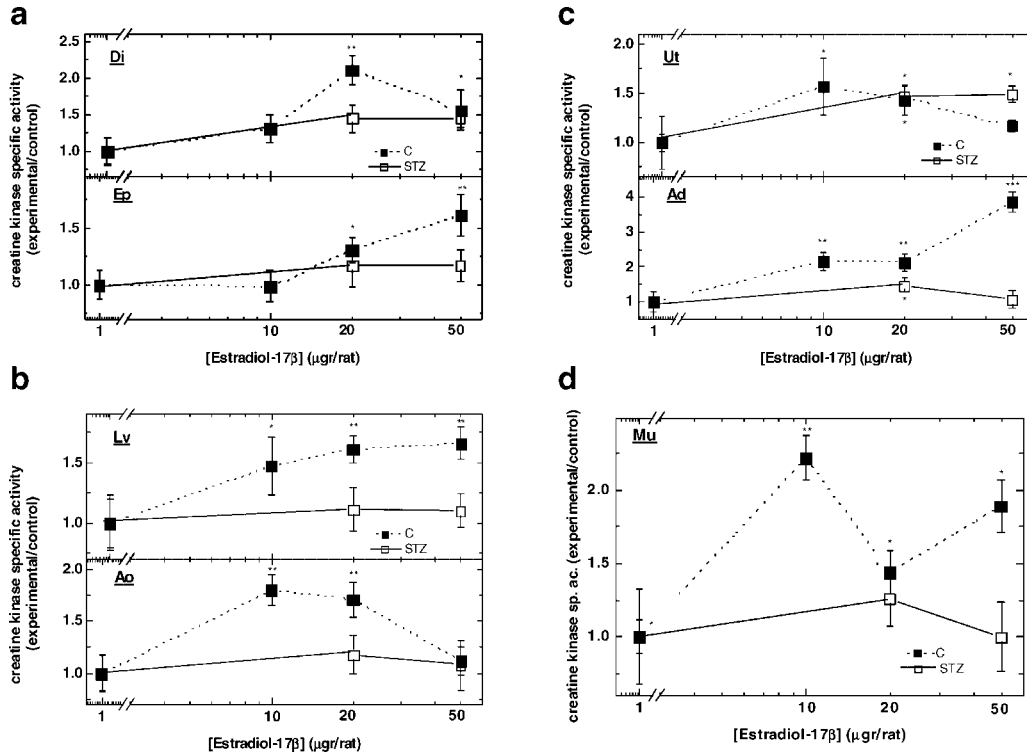 a
creatine kinase specific activity
(experimental/control)
Di
2.5
2.0
1.5
1.0
**
*
C
STZ
Ep
1.5
1.0
*
**
1
10
20
50
[Estradiol-17β] (μgr/rat)
b
creatine kinase specific activity
(experimental/control)
Lv
1.5
1.0
*
**
**
C
STZ
Ao
2.0
1.5
1.0
**
**
1
10
20
50
[Estradiol-17β] (μgr/rat)
c
creatine kinase specific activity
(experimental/control)
Ut
2.0
1.5
1.0
*
*
*
*
C
STZ
Ad
4
3
2
1
**
**
***
*
1
10
20
50
[Estradiol-17β] (μgr/rat)
d
creatine kinase sp. ac. (experimental/control)
Mu
2.0
1.5
1.0
**
*
*
C
STZ
1
10
20
50
[Estradiol-17β] (μgr/rat)